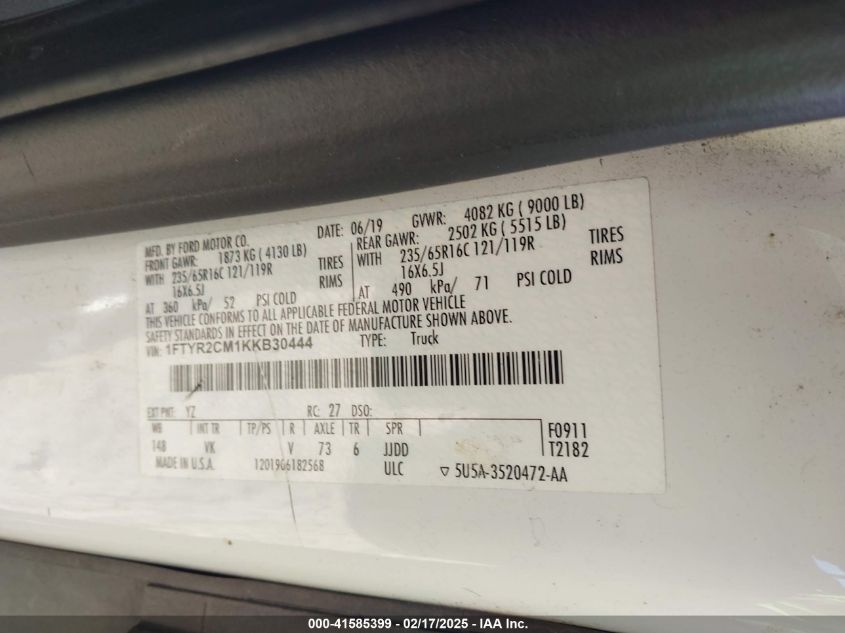 MFD. BY FORD MOTOR CO. DATE: 06/19 GVWR: 4082 KG ( 9000 LB)
FRONT GAWR: 1873 KG ( 4130 LB) REAR GAWR: 2502 KG ( 5515 LB)
WITH 235/65R16C 121/119R TIRES WITH 235/65R16C 121/119R TIRES
16X6.5J RIMS 16X6.5J RIMS
AT 360 kPa/ 52 PSI COLD AT 490 kPa/ 71 PSI COLD
THIS VEHICLE CONFORMS TO ALL APPLICABLE FEDERAL MOTOR VEHICLE
SAFETY STANDARDS IN EFFECT ON THE DATE OF MANUFACTURE SHOWN ABOVE.
VIN: 1FTYR2CM1KKB30444 TYPE: Truck
EXT PNT: YZ RC: 27 DSO:
WB INT TR TP/PS R AXLE TR SPR F0911
148 VK V 73 6 JJDD T2182
MADE IN U.S.A. 1201906182568 ULC ▽ 5U5A-3520472-AA
000-41585399 - 02/17/2025 - IAAI, Inc.